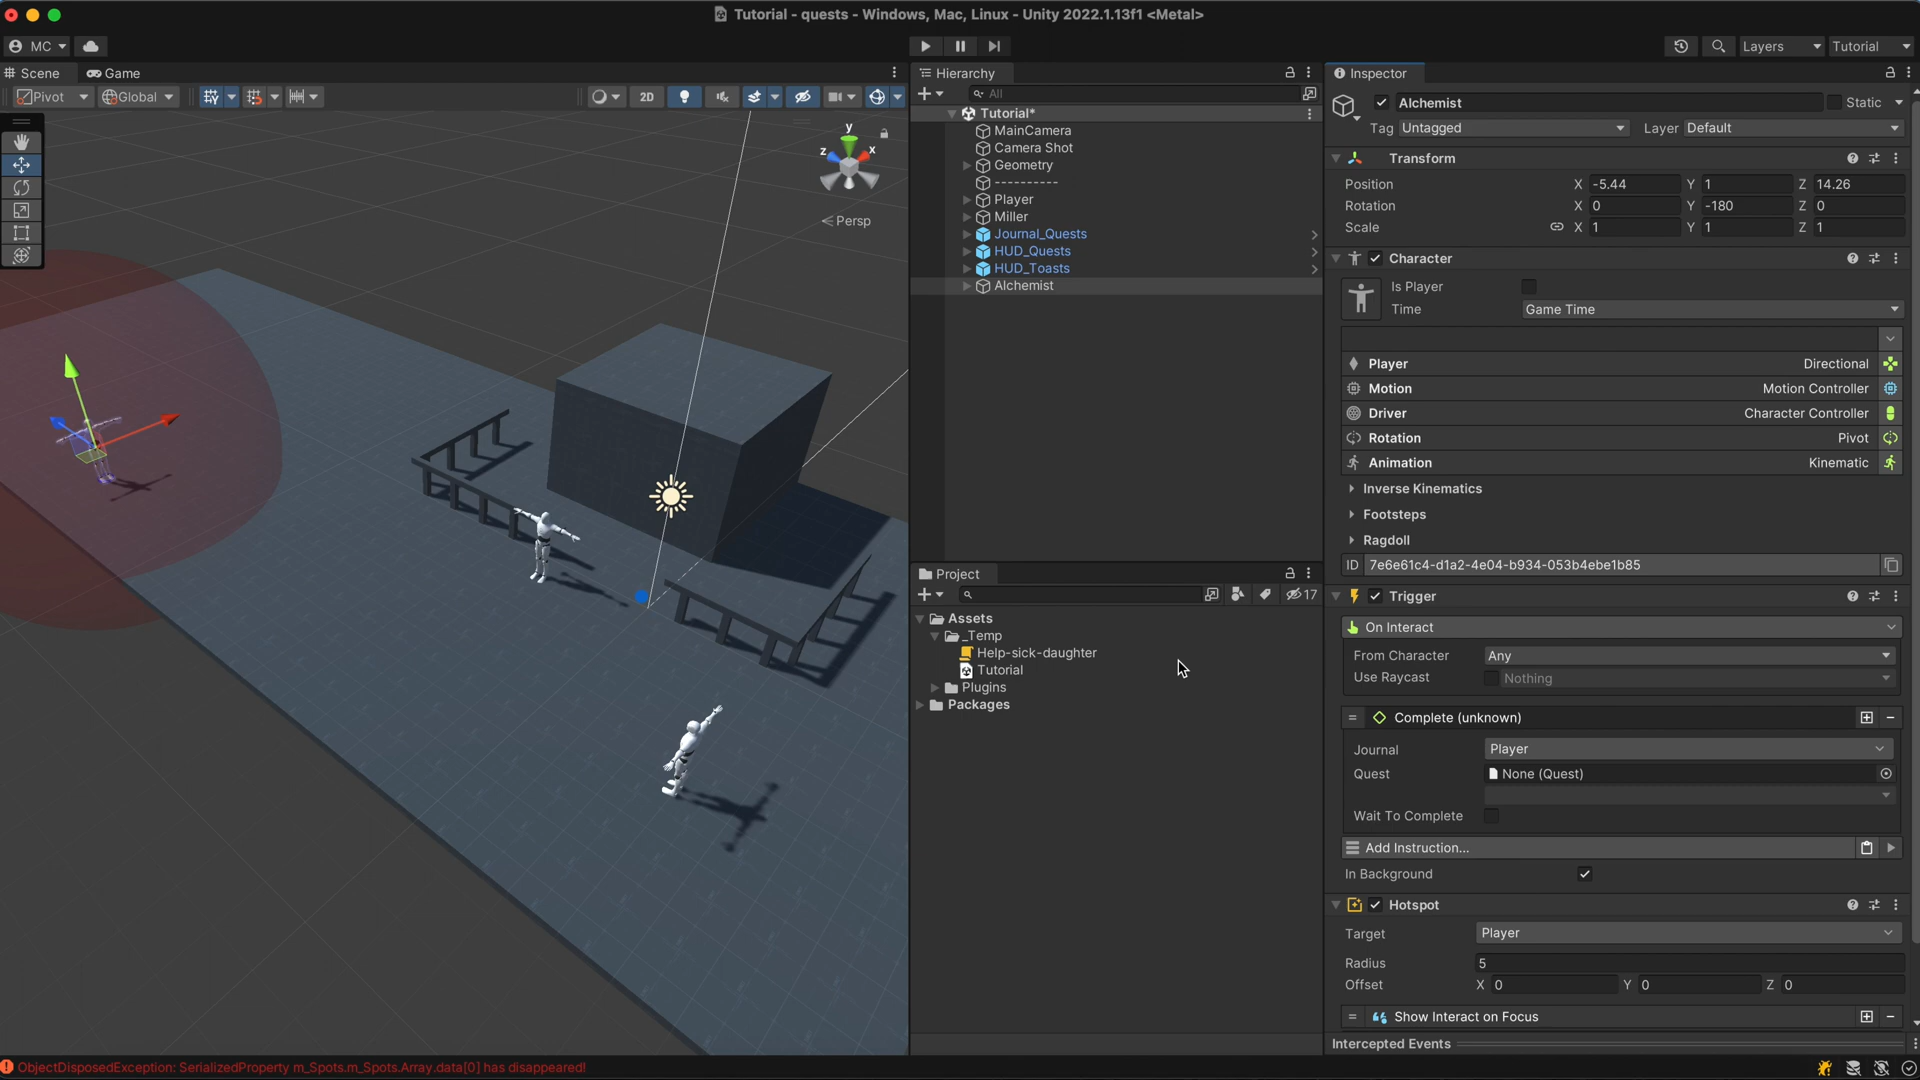 Tutorial - quests - Windows, Mac, Linux - Unity 2022.1.13f1 <Metal>
MC
Layers
Tutorial
Scene
Game
Pivot
Global
2D
y
z
x
Persp
Hierarchy
All
Tutorial*
MainCamera
Camera Shot
Geometry
----------
Player
Miller
Journal_Quests
HUD_Quests
HUD_Toasts
Alchemist
Project
17
Assets
_Temp
Help-sick-daughter
Tutorial
Plugins
Packages
Inspector
Alchemist
Static
Tag Untagged
Layer Default
Transform
Position X -5.44 Y 1 Z 14.26
Rotation X 0 Y -180 Z 0
Scale X 1 Y 1 Z 1
Character
Is Player
Time Game Time
Player Directional
Motion Motion Controller
Driver Character Controller
Rotation Pivot
Animation Kinematic
Inverse Kinematics
Footsteps
Ragdoll
ID 7e6e61c4-d1a2-4e04-b934-053b4ebe1b85
Trigger
On Interact
From Character Any
Use Raycast Nothing
Complete (unknown)
Journal Player
Quest None (Quest)
Wait To Complete
Add Instruction...
In Background
Hotspot
Target Player
Radius 5
Offset X 0 Y 0 Z 0
Show Interact on Focus
Intercepted Events
ObjectDisposedException: SerializedProperty m_Spots.m_Spots.Array.data[0] has disappeared!